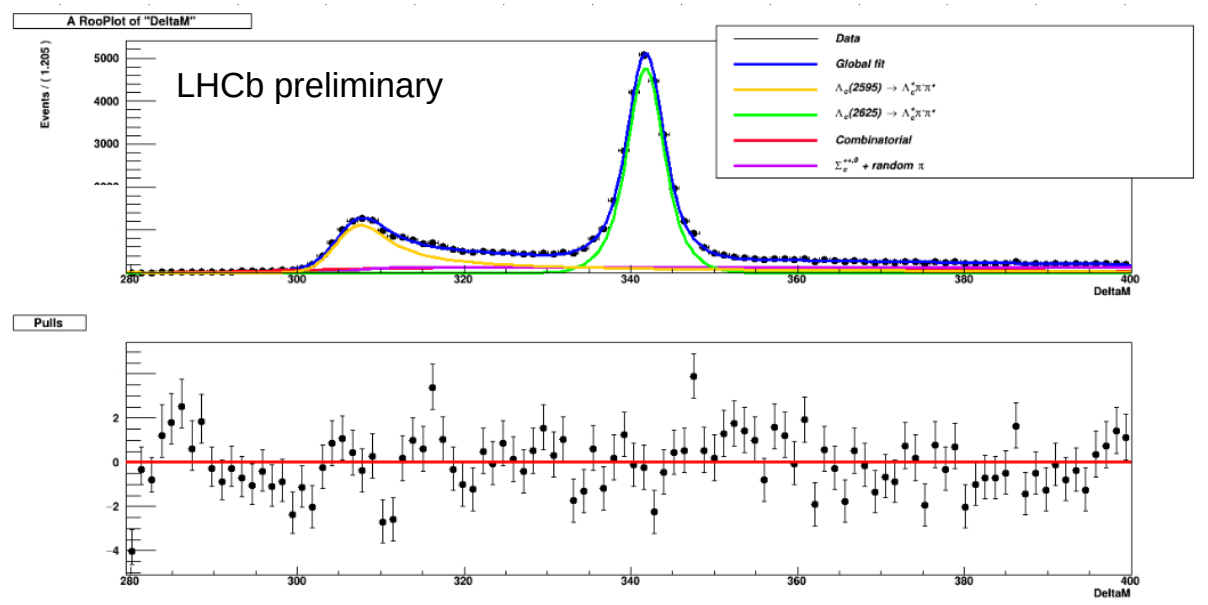 A RooPlot of "DeltaM"
Events / ( 1.205 )
5000
4000
3000
LHCb preliminary
Data
Global fit
Λc(2595) → Λc⁺π⁻π⁺
Λc(2625) → Λc⁺π⁻π⁺
Combinatorial
Σc⁺⁺,⁰ + random π
280 300 320 340 360 380 400
DeltaM
Pulls
2
0
−2
−4
280 300 320 340 360 380 400
DeltaM